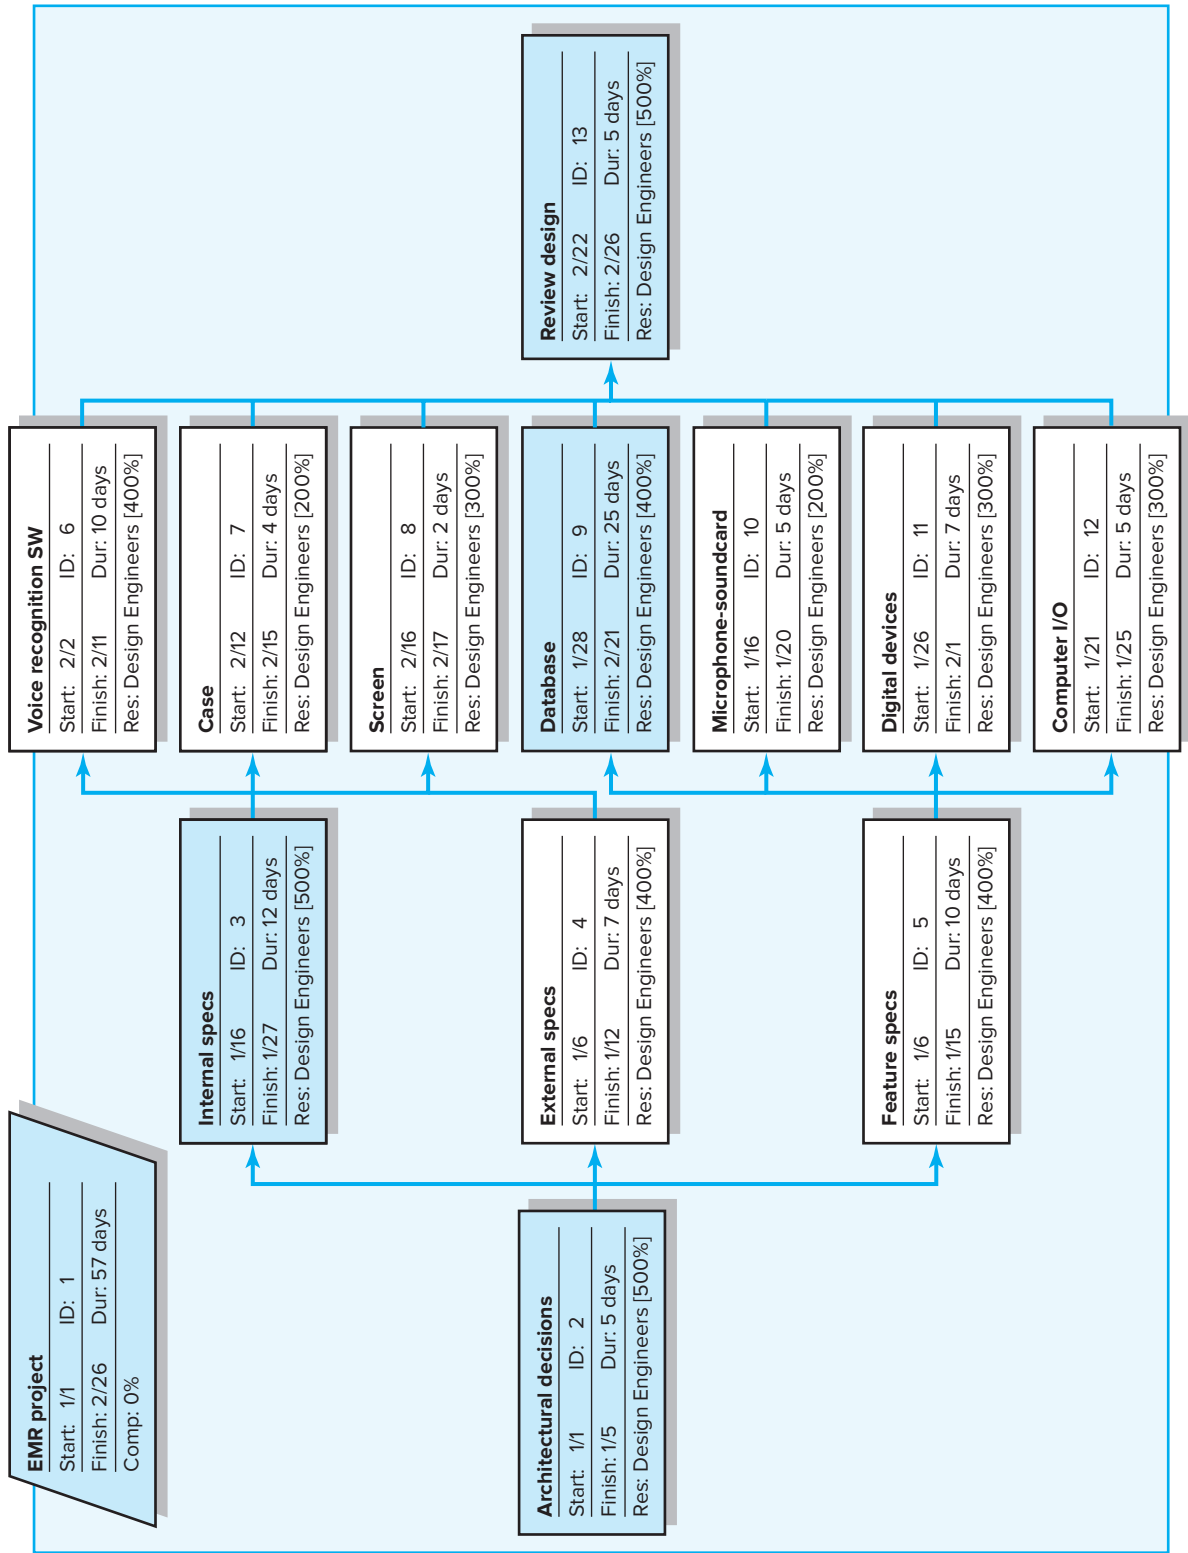 EMR project
Start: 1/1 ID: 1
Finish: 2/26 Dur: 57 days
Comp: 0%
Architectural decisions
Start: 1/1 ID: 2
Finish: 1/5 Dur: 5 days
Res: Design Engineers [500%]
Internal specs
Start: 1/16 ID: 3
Finish: 1/27 Dur: 12 days
Res: Design Engineers [500%]
External specs
Start: 1/6 ID: 4
Finish: 1/12 Dur: 7 days
Res: Design Engineers [400%]
Feature specs
Start: 1/6 ID: 5
Finish: 1/15 Dur: 10 days
Res: Design Engineers [400%]
Voice recognition SW
Start: 2/2 ID: 6
Finish: 2/11 Dur: 10 days
Res: Design Engineers [400%]
Case
Start: 2/12 ID: 7
Finish: 2/15 Dur: 4 days
Res: Design Engineers [200%]
Screen
Start: 2/16 ID: 8
Finish: 2/17 Dur: 2 days
Res: Design Engineers [300%]
Database
Start: 1/28 ID: 9
Finish: 2/21 Dur: 25 days
Res: Design Engineers [400%]
Microphone-soundcard
Start: 1/16 ID: 10
Finish: 1/20 Dur: 5 days
Res: Design Engineers [200%]
Digital devices
Start: 1/26 ID: 11
Finish: 2/1 Dur: 7 days
Res: Design Engineers [300%]
Computer I/O
Start: 1/21 ID: 12
Finish: 1/25 Dur: 5 days
Res: Design Engineers [300%]
Review design
Start: 2/22 ID: 13
Finish: 2/26 Dur: 5 days
Res: Design Engineers [500%]